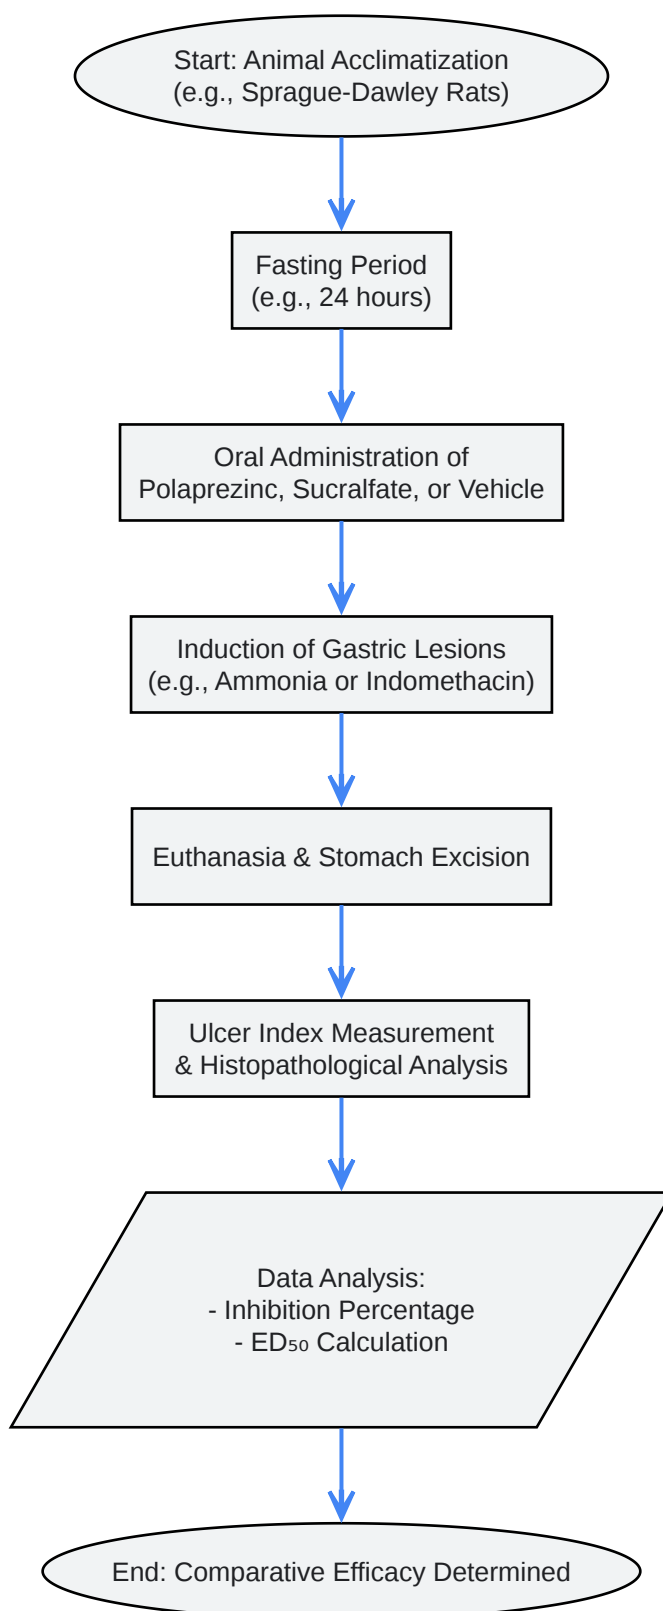 Start: Animal Acclimatization
(e.g., Sprague-Dawley Rats)
Fasting Period
(e.g., 24 hours)
Oral Administration of
Polaprezinc, Sucralfate, or Vehicle
Induction of Gastric Lesions
(e.g., Ammonia or Indomethacin)
Euthanasia & Stomach Excision
Ulcer Index Measurement
& Histopathological Analysis
Data Analysis:
- Inhibition Percentage
- ED₅₀ Calculation
End: Comparative Efficacy Determined